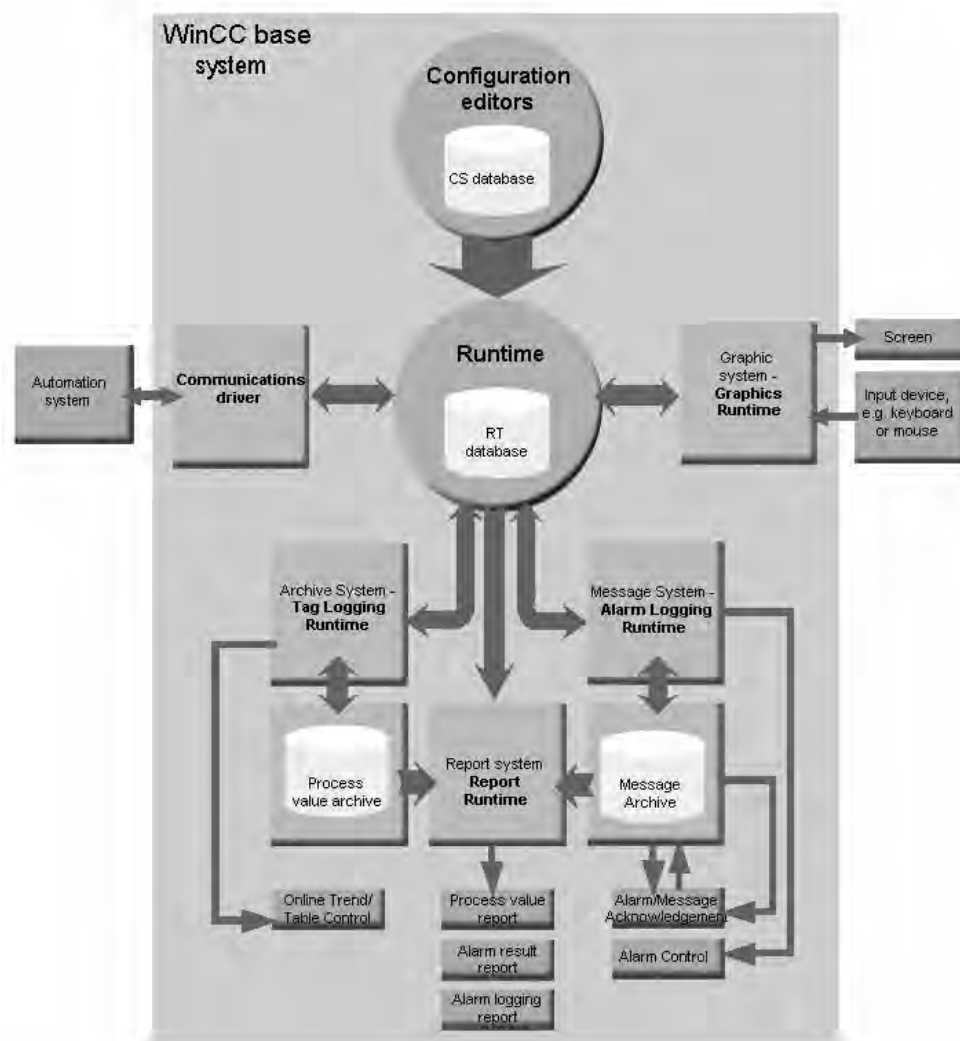 WinCC base
system
Configuration
editors
CS database
Automation
system
Communications
driver
Runtime
RT
database
Graphic
system -
Graphics
Runtime
Screen
Input device,
e.g. keyboard
or mouse
Archive System -
Tag Logging
Runtime
Message System -
Alarm Logging
Runtime
Process
value archive
Report system
Report
Runtime
Message
Archive
Online Trend/
Table Control
Process value
report
Alarm/Message
Acknowledgement
Alarm result
report
Alarm Control
Alarm logging
report